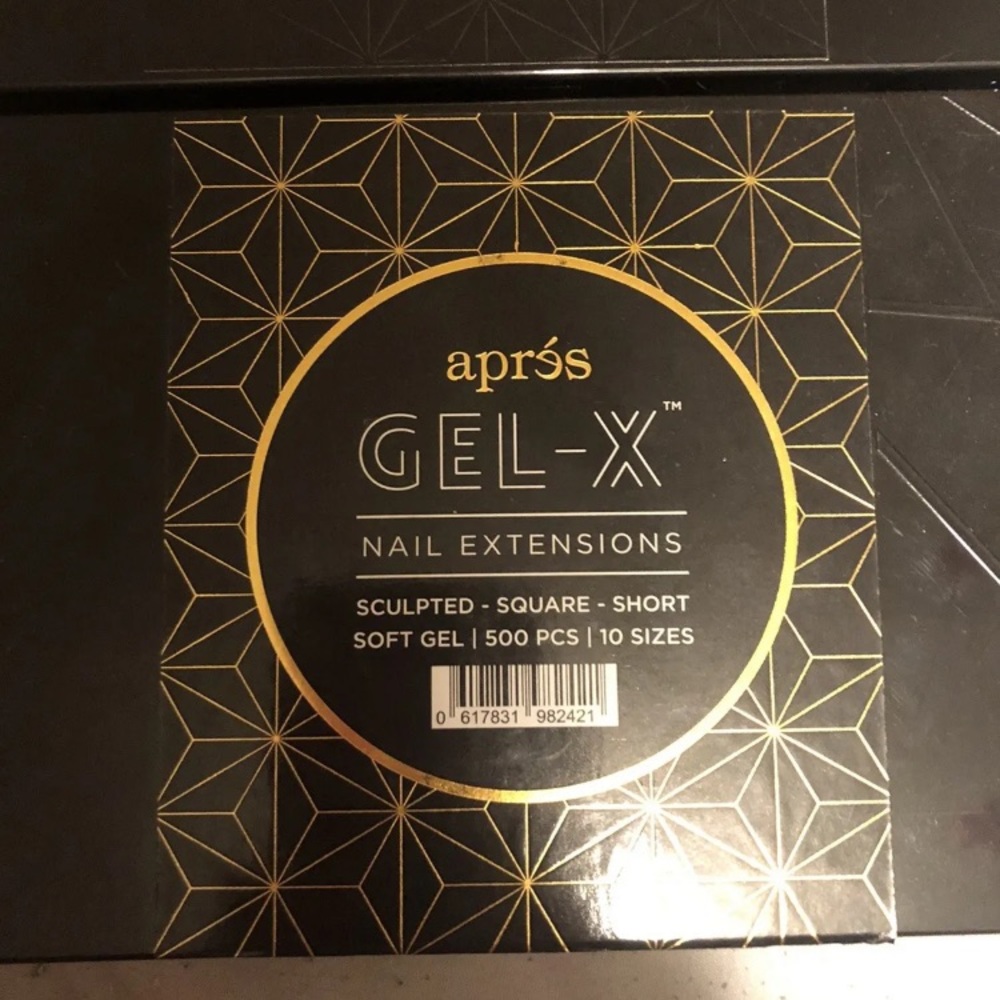 aprés
GEL-X™
NAIL EXTENSIONS
SCULPTED - SQUARE - SHORT
SOFT GEL | 500 PCS | 10 SIZES
0 617831 982421